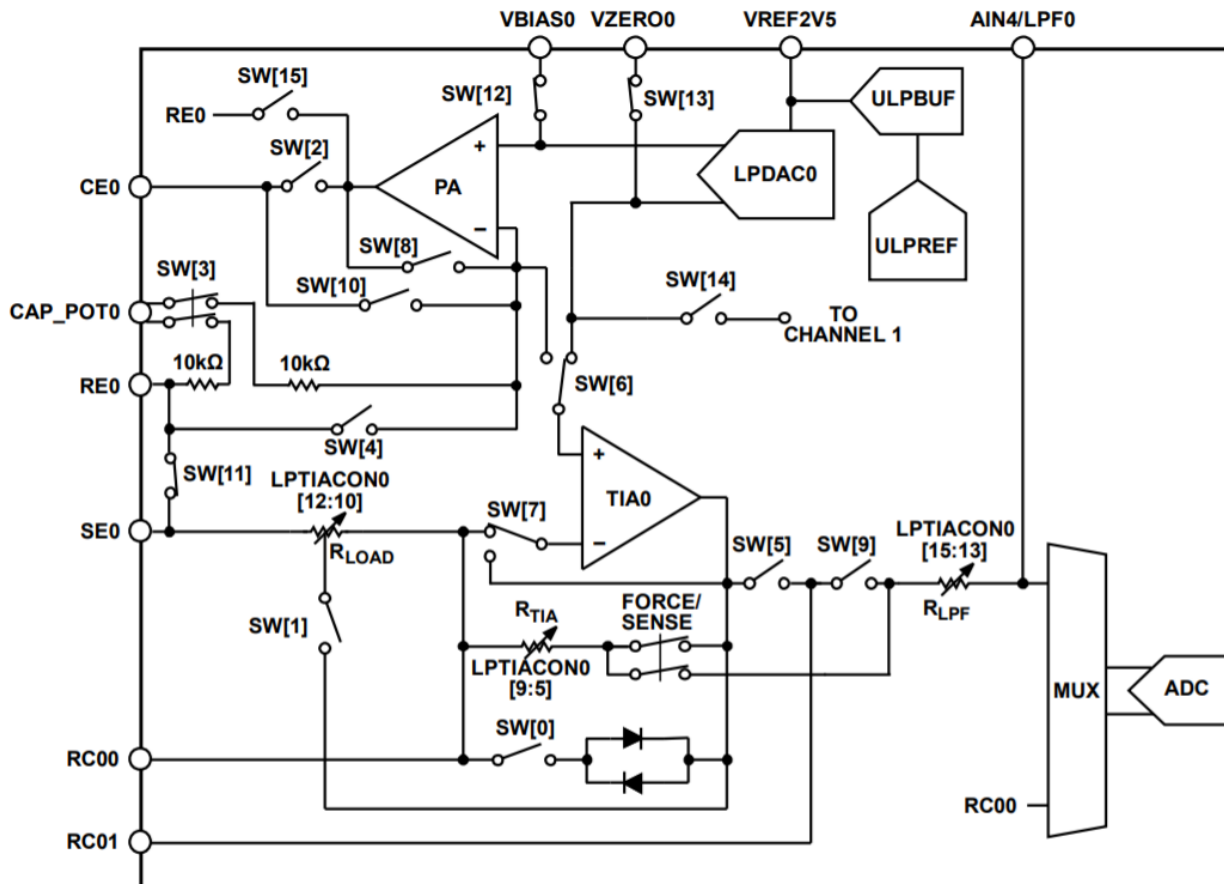 VBIAS0 VZERO0 VREF2V5 AIN4/LPF0
SW[15]
RE0
SW[12]
SW[13]
ULPBUF
SW[2]
+
PA
−
LPDAC0
CE0
ULPREF
SW[8]
SW[3]
SW[10]
SW[14]
CAP_POT0
TO
CHANNEL 1
10kΩ
10kΩ
RE0
SW[6]
SW[4]
SW[11]
LPTIACON0
[12:10]
+
TIA0
−
SW[7]
SE0
RLOAD
SW[5]
SW[9]
LPTIACON0
[15:13]
RLPF
SW[1]
RTIA
FORCE/
SENSE
LPTIACON0
[9:5]
MUX
ADC
SW[0]
RC00
RC00
RC01